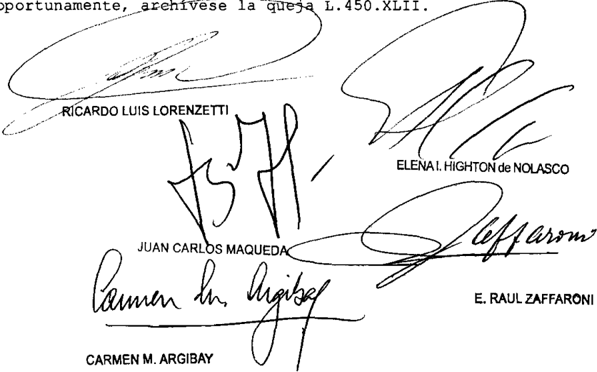 oportunamente, archívese la queja L.450.XLII.
RICARDO LUIS LORENZETTI
ELENA I. HIGHTON de NOLASCO
JUAN CARLOS MAQUEDA
Zaffaroni
E. RAUL ZAFFARONI
Carmen M. Argibay
CARMEN M. ARGIBAY